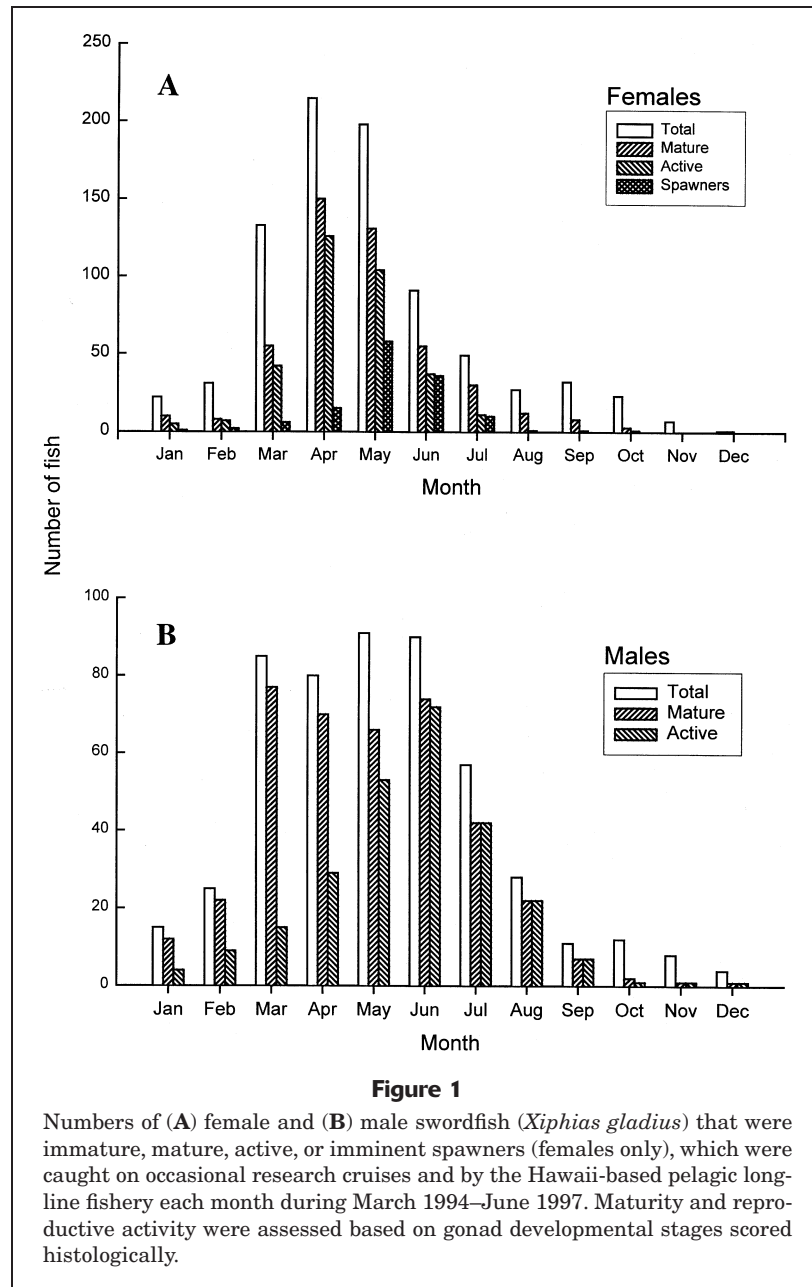 250
200
150
100
50
0
A
Females
Total
Mature
Active
Spawners
Jan Feb Mar Apr May Jun Jul Aug Sep Oct Nov Dec
Month
Number of fish
100
80
60
40
20
0
B
Males
Total
Mature
Active
Jan Feb Mar Apr May Jun Jul Aug Sep Oct Nov Dec
Month
Figure 1
Numbers of (A) female and (B) male swordfish (Xiphias gladius) that were
immature, mature, active, or imminent spawners (females only), which were
caught on occasional research cruises and by the Hawaii-based pelagic long-
line fishery each month during March 1994–June 1997. Maturity and repro-
ductive activity were assessed based on gonad developmental stages scored
histologically.